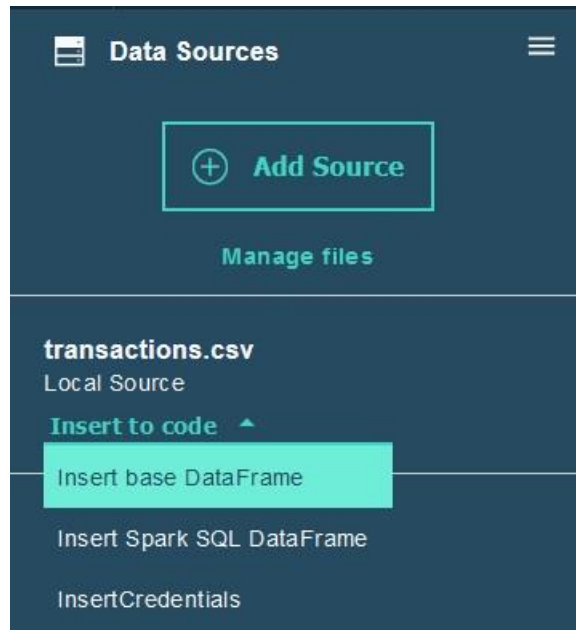 Data Sources
Add Source
Manage files
transactions.csv
Local Source
Insert to code
Insert base DataFrame
Insert Spark SQL DataFrame
InsertCredentials